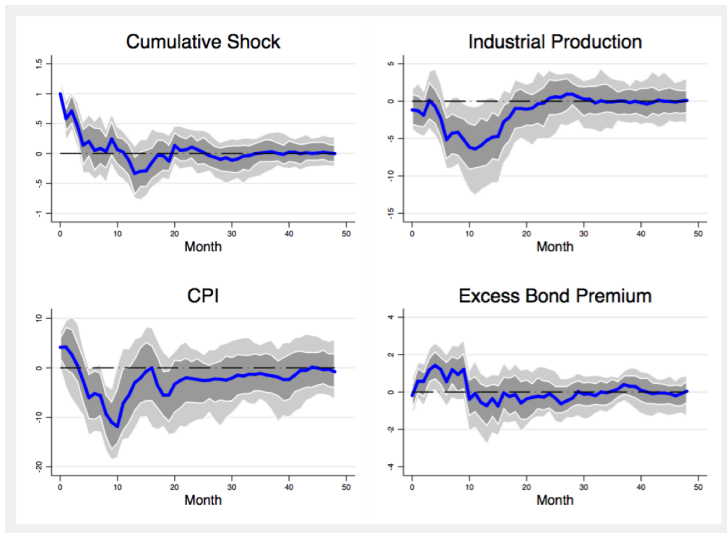 Cumulative Shock
1.5
1
.5
0
-.5
-1
0 10 20 30 40 50
Month
Industrial Production
5
0
-5
-10
-15
0 10 20 30 40 50
Month
CPI
10
0
-10
-20
0 10 20 30 40 50
Month
Excess Bond Premium
4
2
0
-2
-4
0 10 20 30 40 50
Month